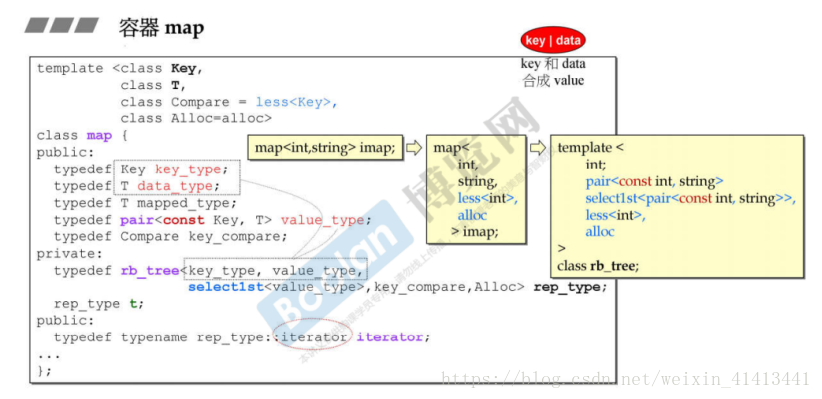 容器 map
key | data
key 和 data
合成 value
template <class Key,
class T,
class Compare = less<Key>,
class Alloc=alloc>
class map {
public:
typedef Key key_type;
typedef T data_type;
typedef T mapped_type;
typedef pair<const Key, T> value_type;
typedef Compare key_compare;
private:
typedef rb_tree<key_type, value_type,
select1st<value_type>,key_compare,Alloc> rep_type;
rep_type t;
public:
typedef typename rep_type::iterator iterator;
...
};
map<int,string> imap;
map<
int,
string,
less<int>,
alloc
> imap;
template <
int;
pair<const int, string>
select1st<pair<const int, string>>,
less<int>,
alloc
>
class rb_tree;
Boolan
博览网
https://blog.csdn.net/weixin_41413441